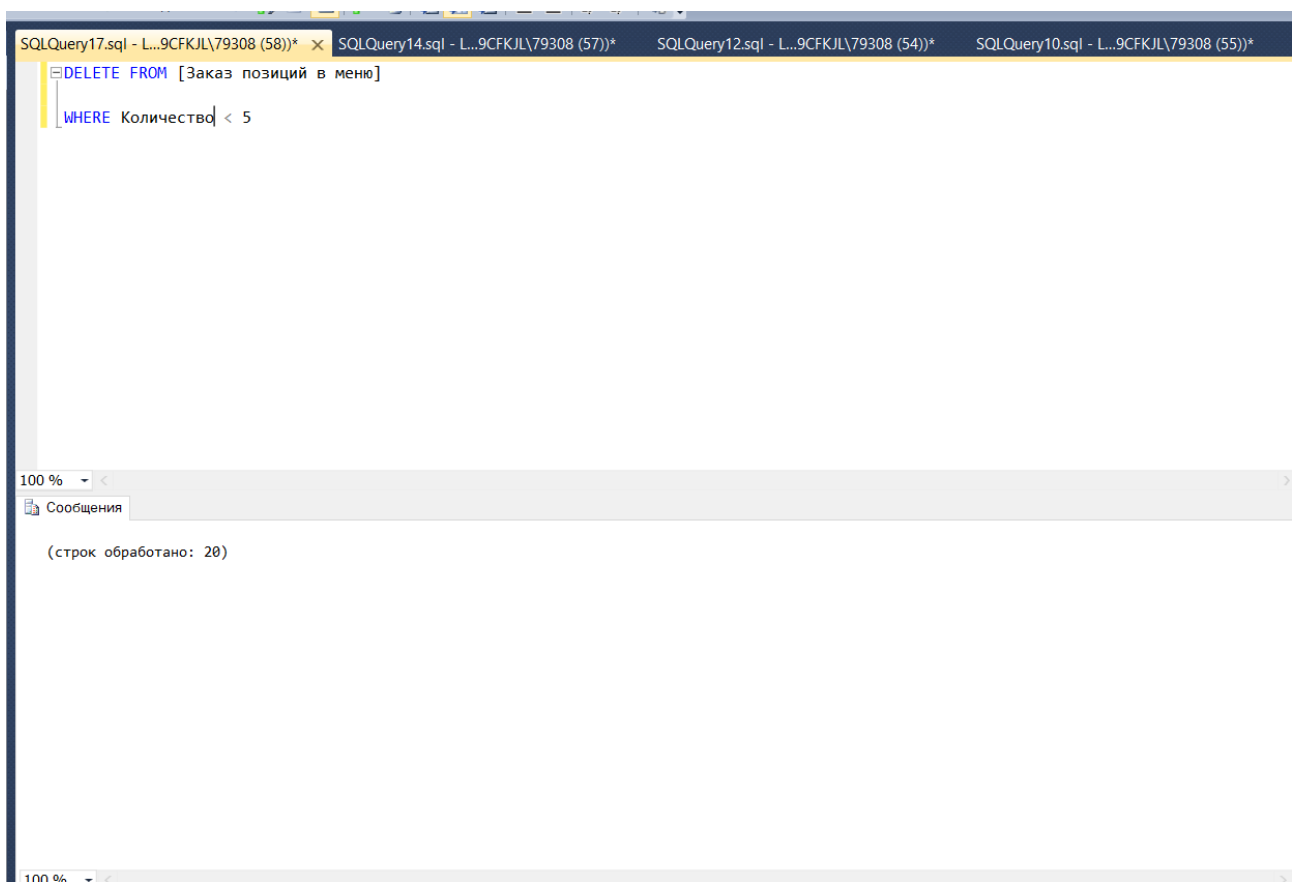 SQLQuery17.sql - L...9CFKJL\79308 (58))* SQLQuery14.sql - L...9CFKJL\79308 (57))* SQLQuery12.sql - L...9CFKJL\79308 (54))* SQLQuery10.sql - L...9CFKJL\79308 (55))*
DELETE FROM [Заказ позиций в меню]
WHERE Количество < 5
100 %
Сообщения
(строк обработано: 20)
100 %